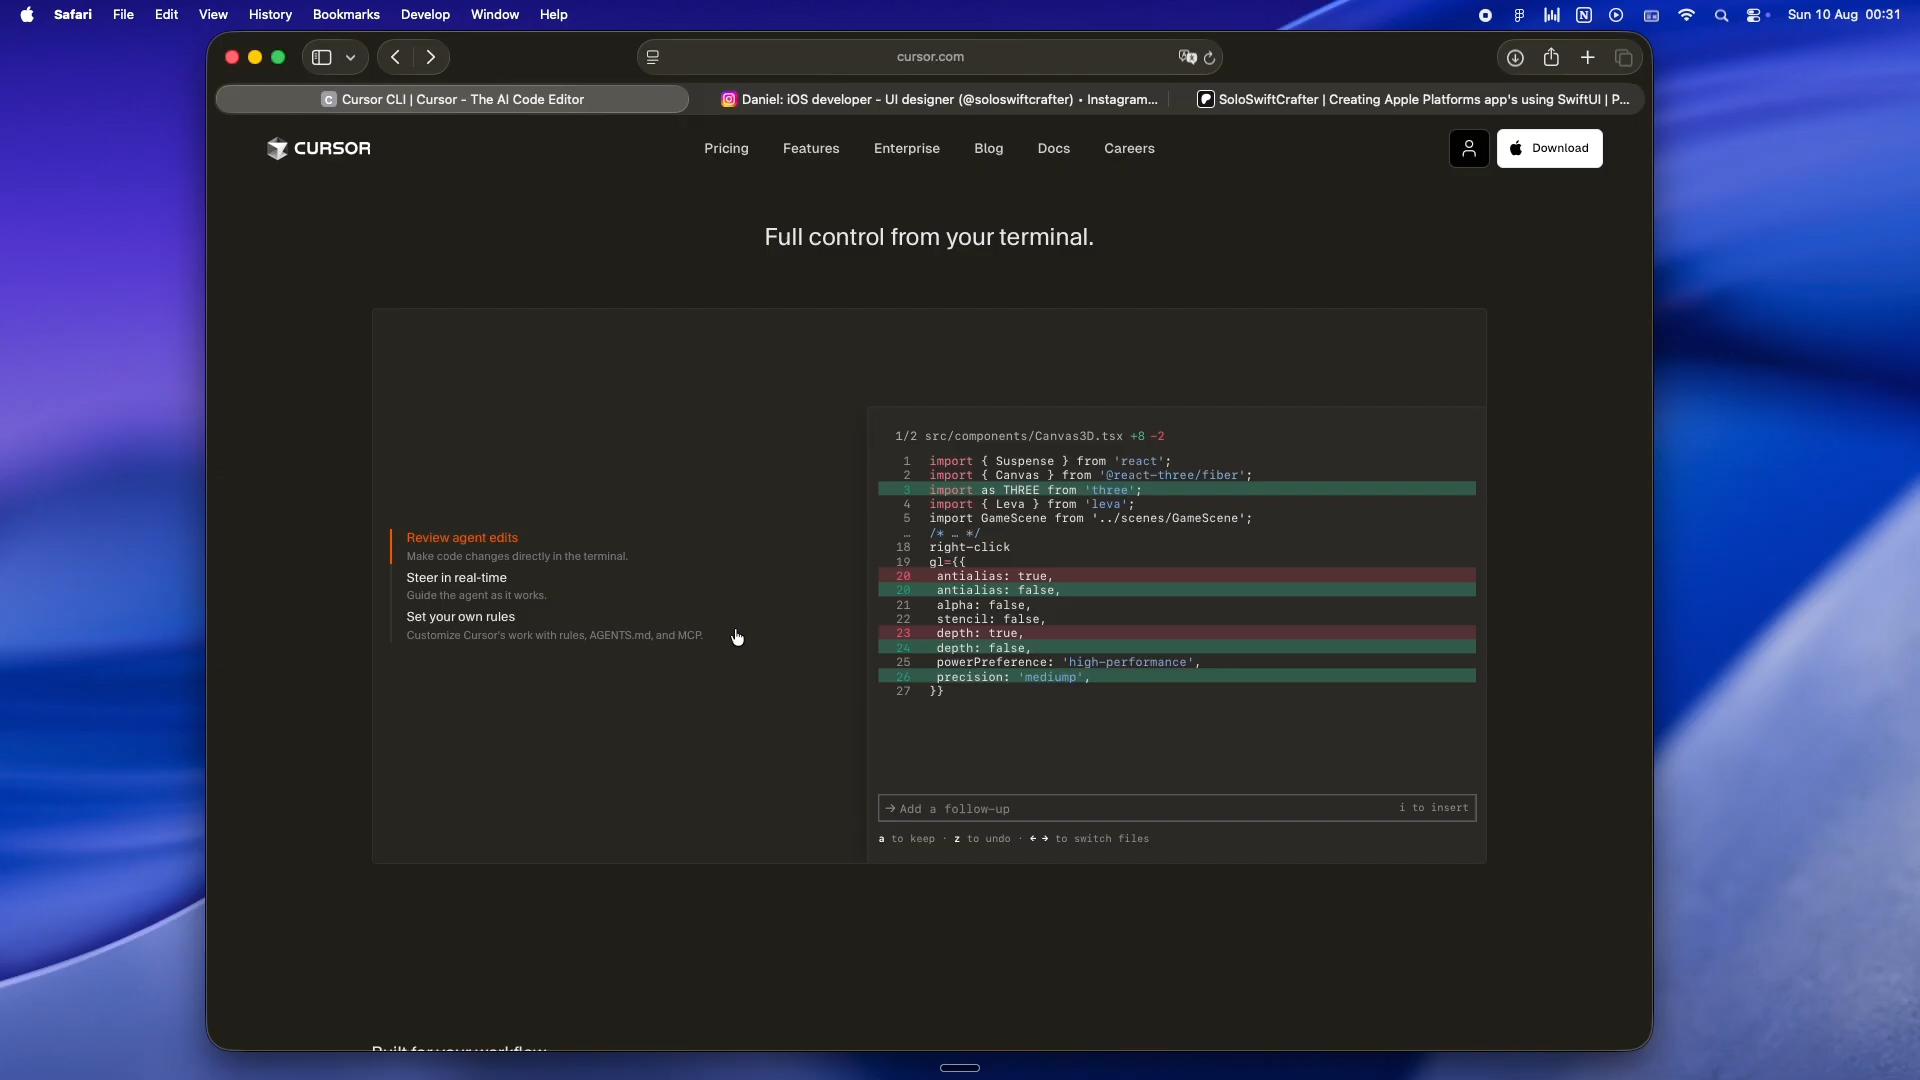 Safari File Edit View History Bookmarks Develop Window Help
Sun 10 Aug 00:31
cursor.com
Cursor CLI | Cursor - The AI Code Editor
Daniel: iOS developer - UI designer (@soloswiftcrafter) • Instagram...
SoloSwiftCrafter | Creating Apple Platforms app's using SwiftUI | P...
CURSOR
Pricing Features Enterprise Blog Docs Careers
Download
Full control from your terminal.
Review agent edits
Make code changes directly in the terminal.
Steer in real-time
Guide the agent as it works.
Set your own rules
Customize Cursor's work with rules, AGENTS.md, and MCP.
1/2 src/components/Canvas3D.tsx +8 -2
1 import { Suspense } from 'react';
2 import { Canvas } from '@react-three/fiber';
3 import as THREE from 'three';
4 import { Leva } from 'leva';
5 import GameScene from '../scenes/GameScene';
… /* … */
18 right-click
19 gl={{
20 antialias: true,
20 antialias: false,
21 alpha: false,
22 stencil: false,
23 depth: true,
24 depth: false,
25 powerPreference: 'high-performance',
26 precision: 'mediump',
27 }}
→ Add a follow-up
i to insert
a to keep · z to undo · ← → to switch files
Built for your workflow